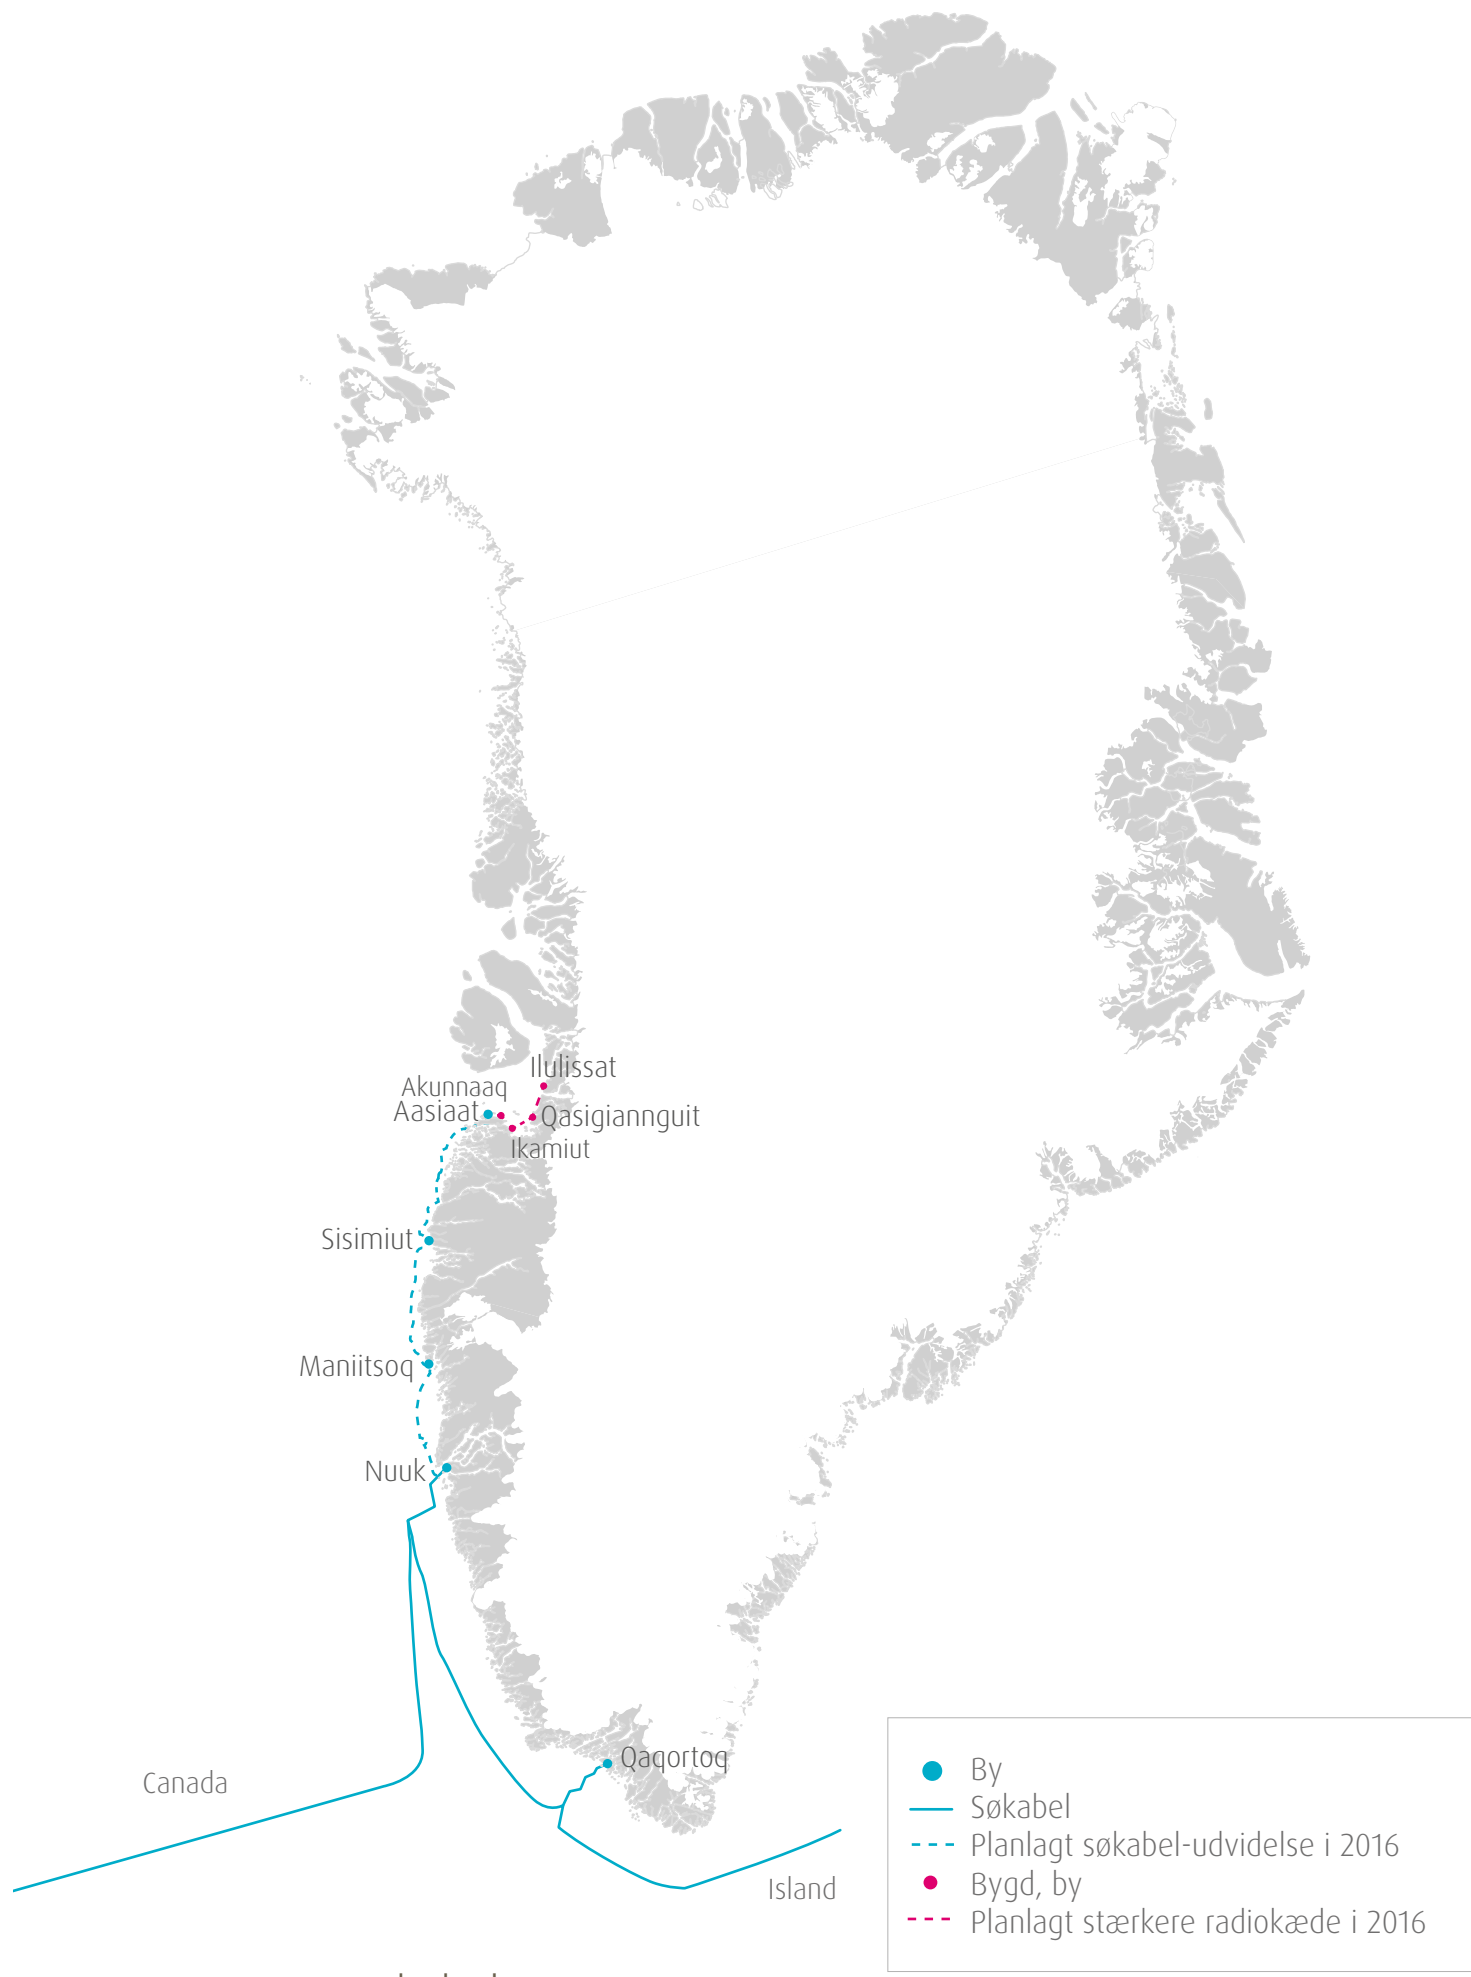 Ilulissat
Akunnaaq
Aasiaat
Qasigiannguit
Ikamiut
Sisimiut
Maniitsoq
Nuuk
Qaqortoq
Canada
Island
By
Søkabel
Planlagt søkabel-udvidelse i 2016
Bygd, by
Planlagt stærkere radiokæde i 2016